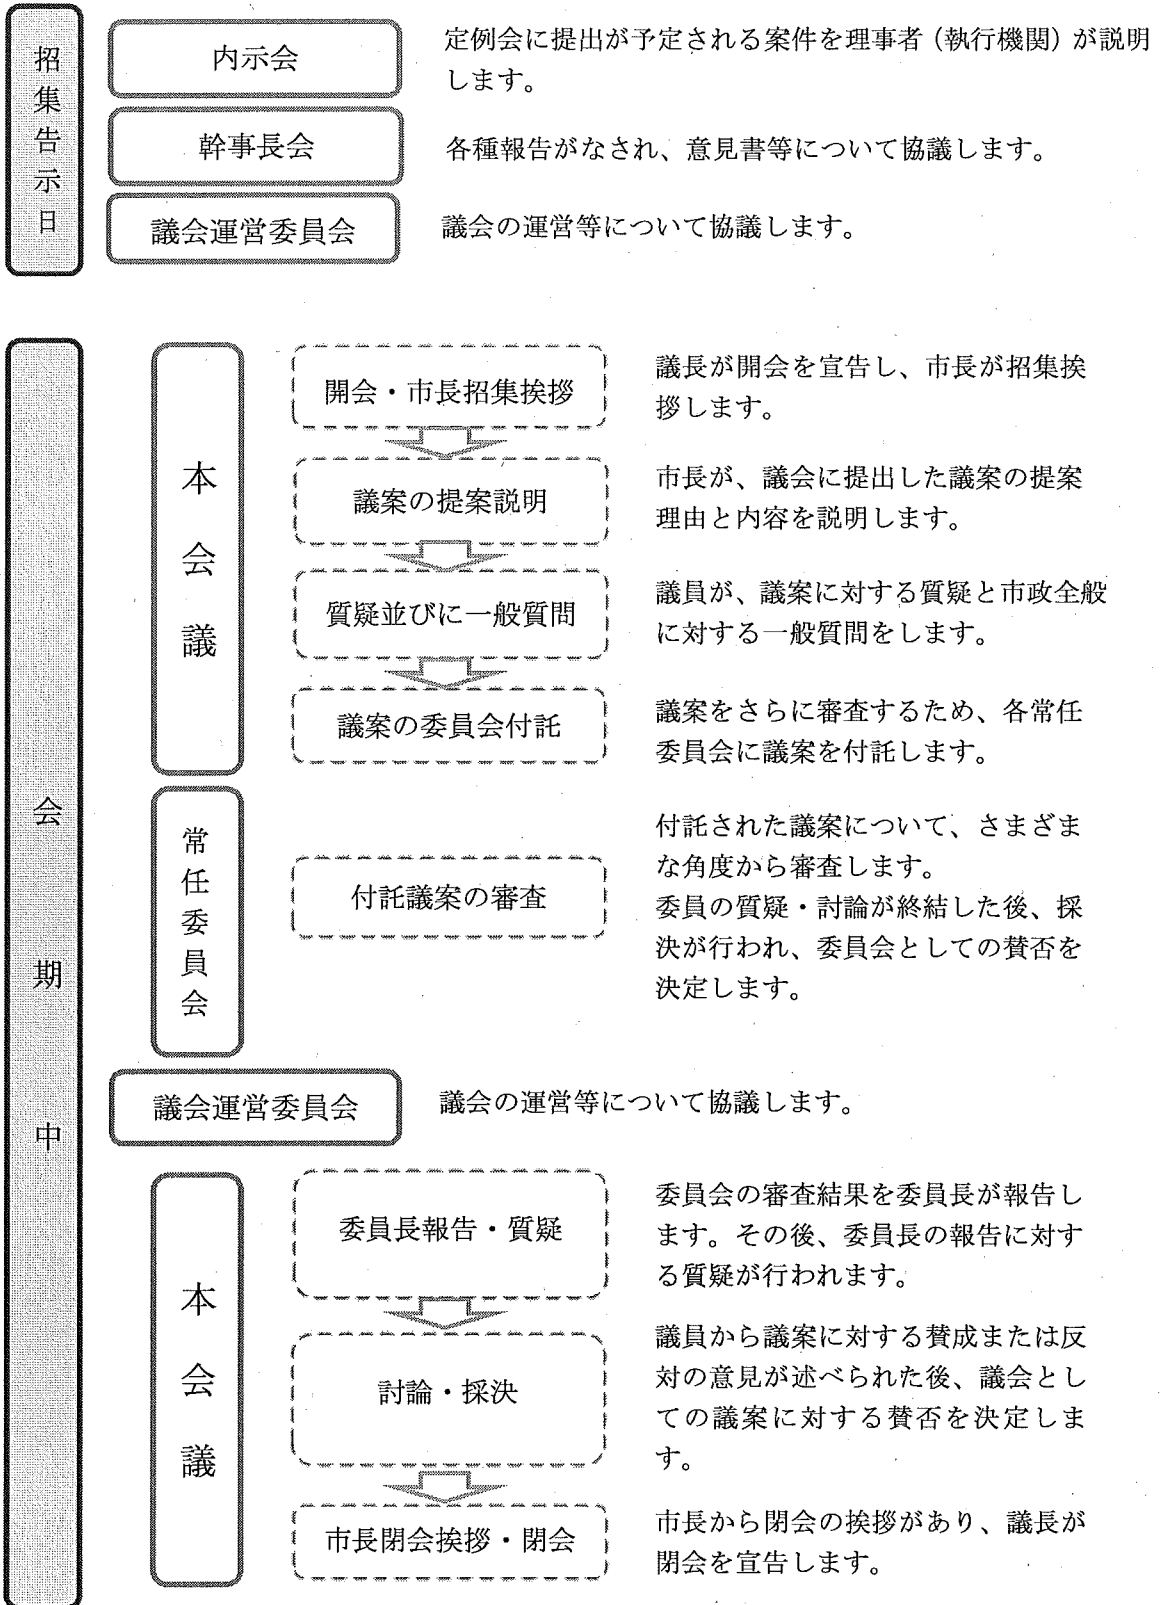 招集告示日
内示会
定例会に提出が予定される案件を理事者（執行機関）が説明
します。
幹事長会
各種報告がなされ、意見書等について協議します。
議会運営委員会
議会の運営等について協議します。
会期中
本会議
開会・市長招集挨拶
議長が開会を宣告し、市長が招集挨
拶します。
議案の提案説明
市長が、議会に提出した議案の提案
理由と内容を説明します。
質疑並びに一般質問
議員が、議案に対する質疑と市政全般
に対する一般質問をします。
議案の委員会付託
議案をさらに審査するため、各常任
委員会に議案を付託します。
常任委員会
付託議案の審査
付託された議案について、さまざま
な角度から審査します。
委員の質疑・討論が終結した後、採
決が行われ、委員会としての賛否を
決定します。
議会運営委員会
議会の運営等について協議します。
本会議
委員長報告・質疑
委員会の審査結果を委員長が報告し
ます。その後、委員長の報告に対す
る質疑が行われます。
討論・採決
議員から議案に対する賛成または反
対の意見が述べられた後、議会とし
ての議案に対する賛否を決定しま
す。
市長閉会挨拶・閉会
市長から閉会の挨拶があり、議長が
閉会を宣告します。